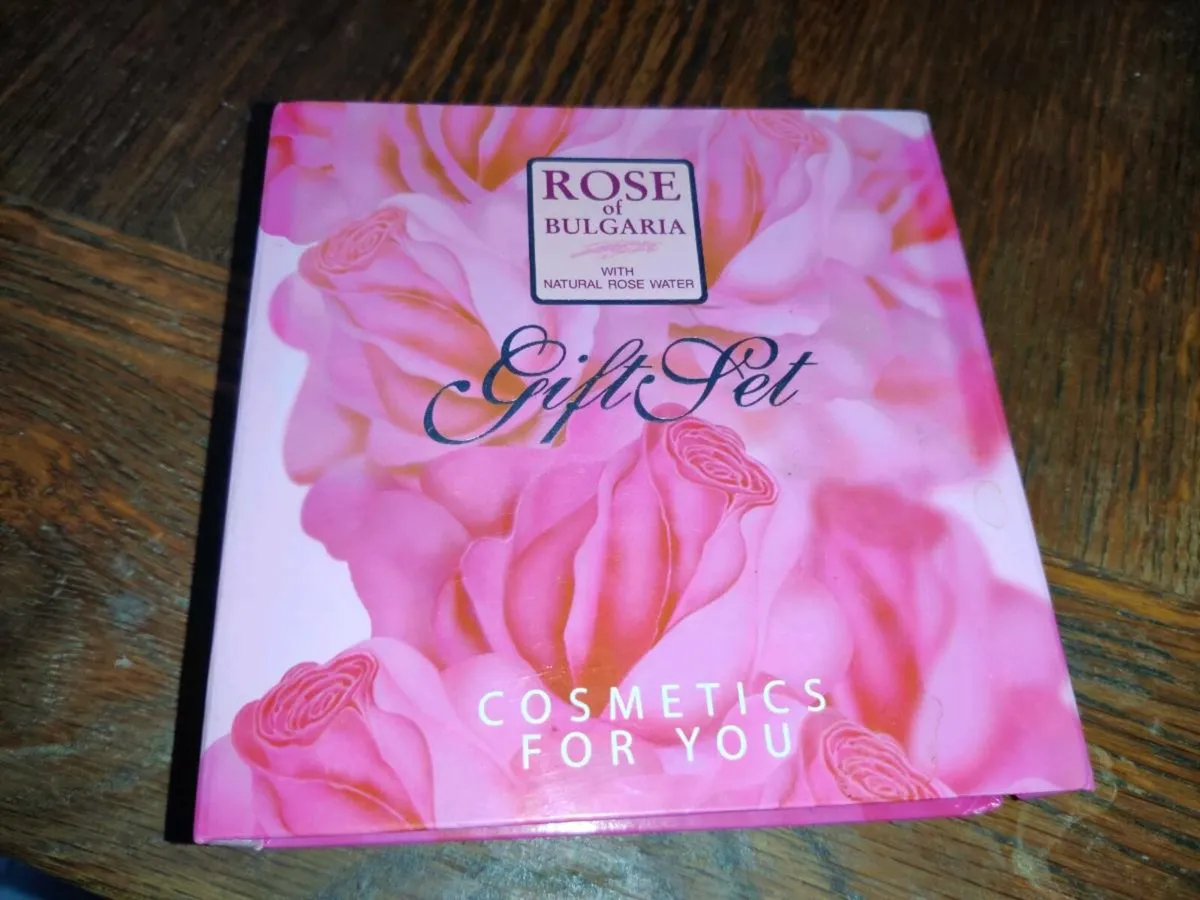 ROSE
of
BULGARIA
WITH
NATURAL ROSE WATER
Gift Set
COSMETICS
FOR YOU